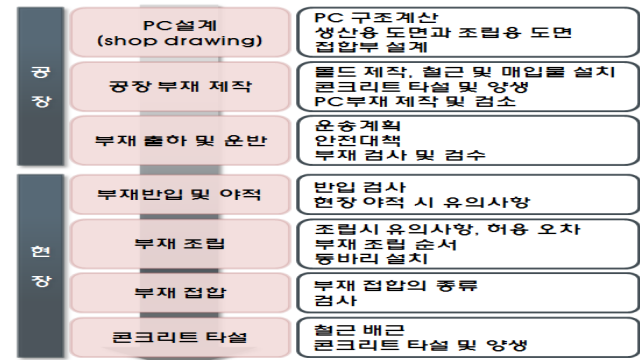 공
장
PC설계
(shop drawing)
PC 구조계산
생산용 도면과 조립용 도면
접합부 설계
공장 부재 제작
몰드 제작, 철근 및 매입물 설치
콘크리트 타설 및 양생
PC부재 제작 및 검소
부재 출하 및 운반
운송계획
안전대책
부재 검사 및 검수
현
장
부재반입 및 야적
반입 검사
현장 야적 시 유의사항
부재 조립
조립시 유의사항, 허용 오차
부재 조립 순서
동바리 설치
부재 접합
부재 접합의 종류
검사
콘크리트 타설
철근 배근
콘크리트 타설 및 양생